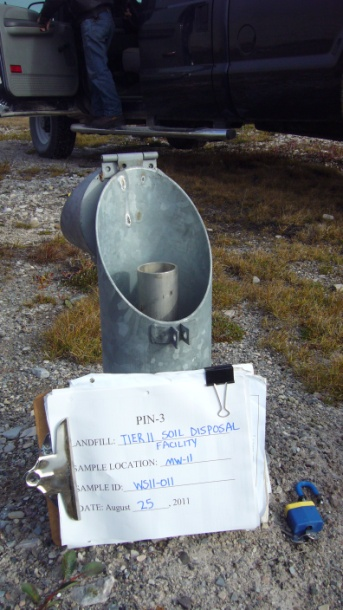 PIN-3
LANDFILL: TIER II SOIL DISPOSAL
FACILITY
SAMPLE LOCATION: MW-11
SAMPLE ID: WS11-011
DATE: August 25, 2011